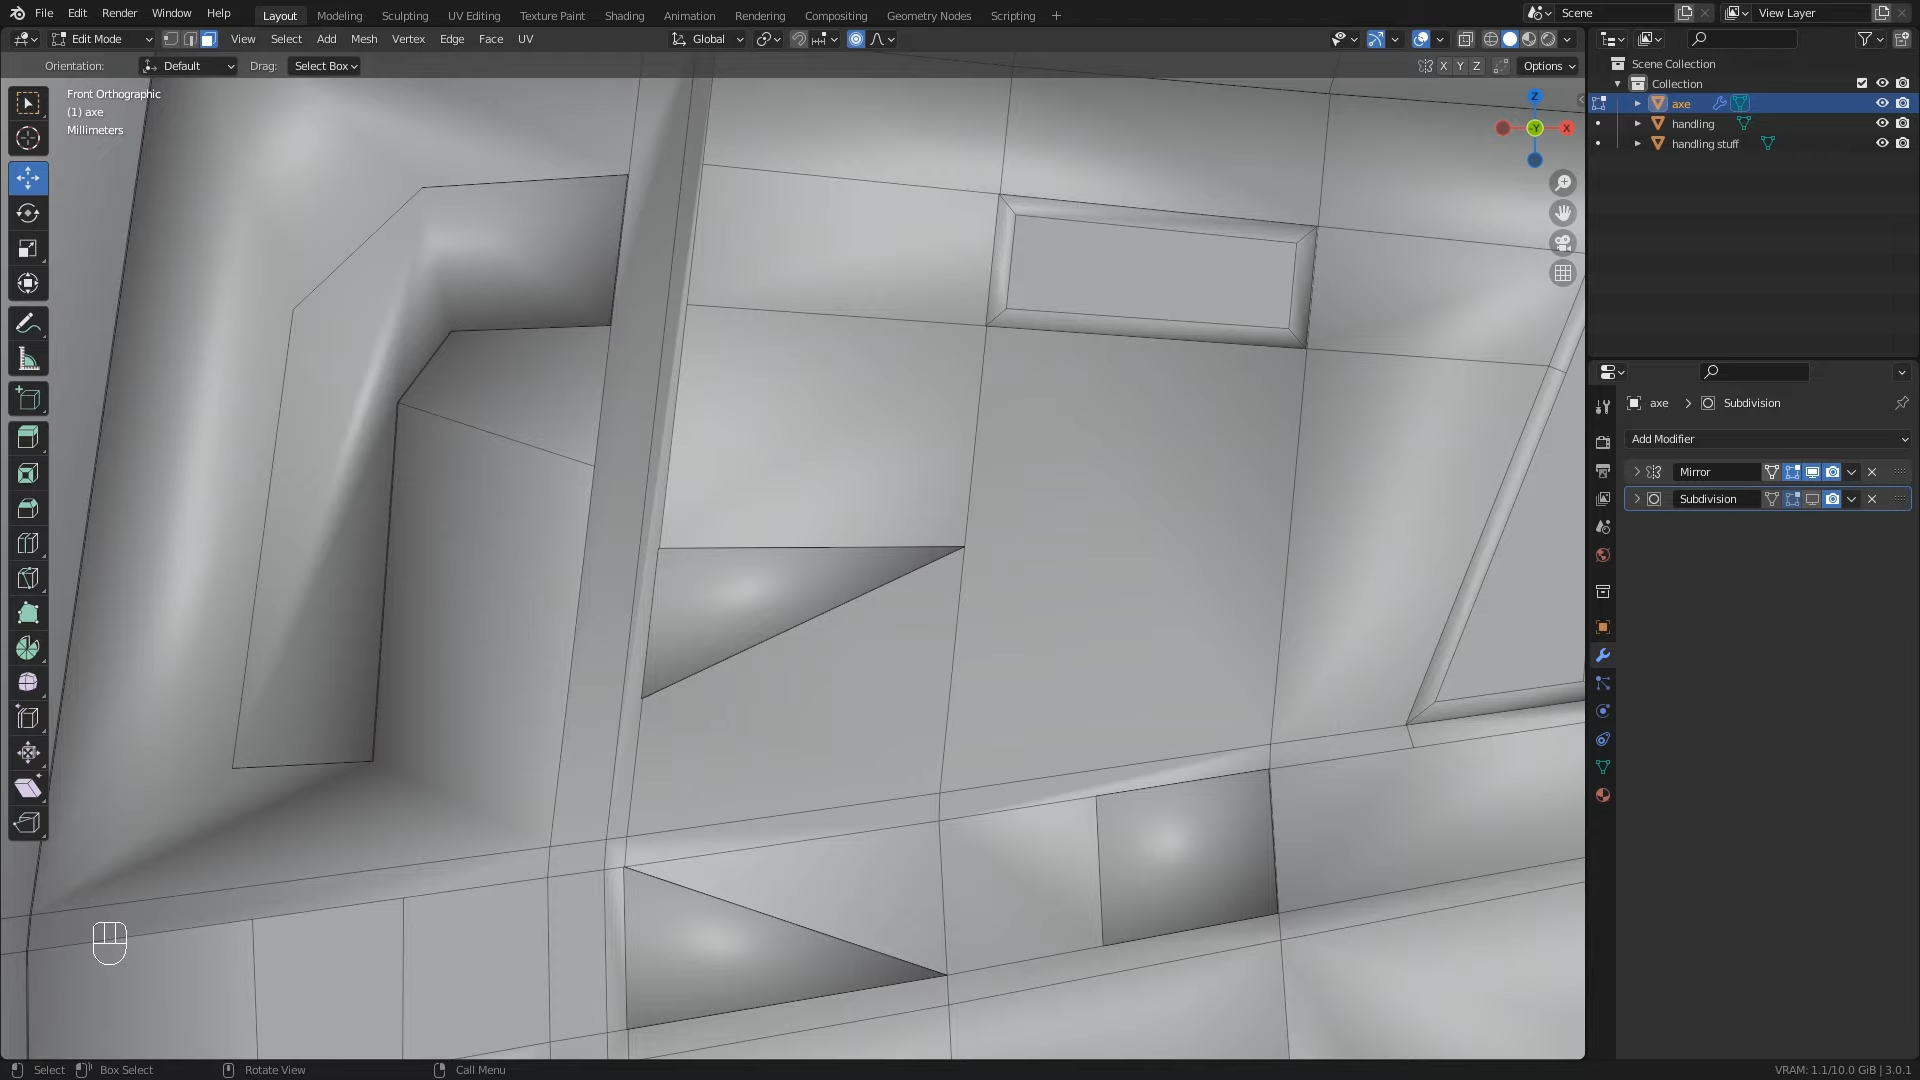 File Edit Render Window Help Layout Modeling Sculpting UV Editing Texture Paint Shading Animation Rendering Compositing Geometry Nodes Scripting + Scene View Layer
Edit Mode View Select Add Mesh Vertex Edge Face UV Global
Orientation: Default Drag: Select Box X Y Z Options
Front Orthographic
(1) axe
Millimeters
Z
-Y
X
Scene Collection
Collection
axe
handling
handling stuff
axe > Subdivision
Add Modifier
Mirror
Subdivision
Select Box Select Rotate View Call Menu VRAM: 1.1/10.0 GiB | 3.0.1